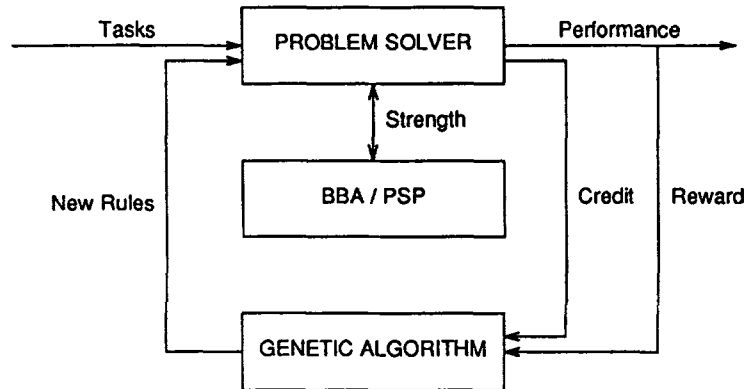 Tasks
PROBLEM SOLVER
Performance
Strength
BBA / PSP
New Rules
Credit
Reward
GENETIC ALGORITHM